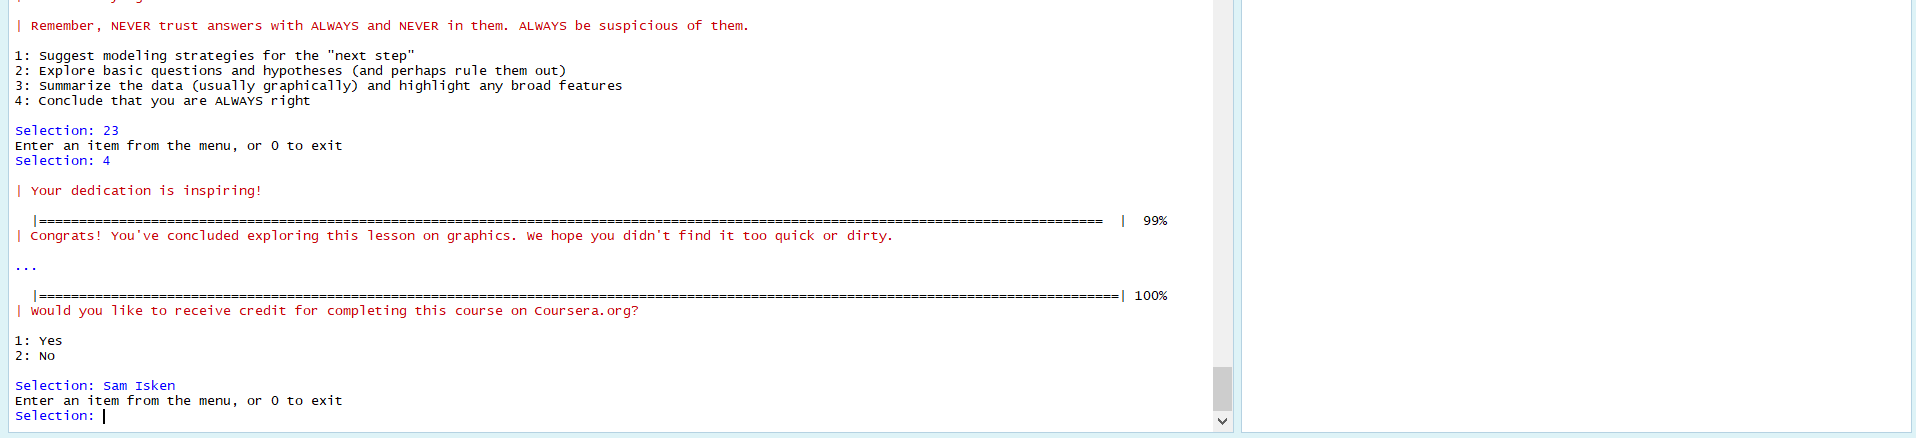 | Remember, NEVER trust answers with ALWAYS and NEVER in them. ALWAYS be suspicious of them.
1: Suggest modeling strategies for the "next step"
2: Explore basic questions and hypotheses (and perhaps rule them out)
3: Summarize the data (usually graphically) and highlight any broad features
4: Conclude that you are ALWAYS right
Selection: 23
Enter an item from the menu, or 0 to exit
Selection: 4
| Your dedication is inspiring!
|===================================================================================================================================== | 99%
| Congrats! You've concluded exploring this lesson on graphics. We hope you didn't find it too quick or dirty.
...
|=======================================================================================================================================| 100%
| Would you like to receive credit for completing this course on Coursera.org?
1: Yes
2: No
Selection: Sam Isken
Enter an item from the menu, or 0 to exit
Selection: